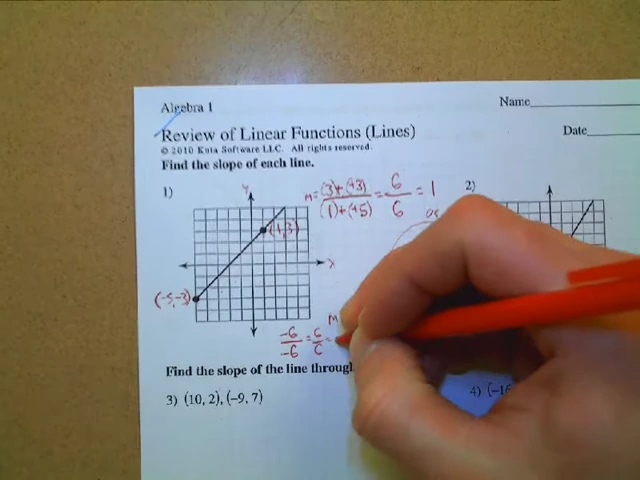 Algebra 1
Name
Review of Linear Functions (Lines)
Date
© 2010 Kuta Software LLC. All rights reserved.
Find the slope of each line.
1)
y
m = (3)+(+3) / (1)+(+5) = 6/6 = 1
2)
(1,3)
x
(-5,-3)
m
-6/-6 = 6/6 =
Find the slope of the line through
3) (10, 2), (−9, 7)
4) (−16